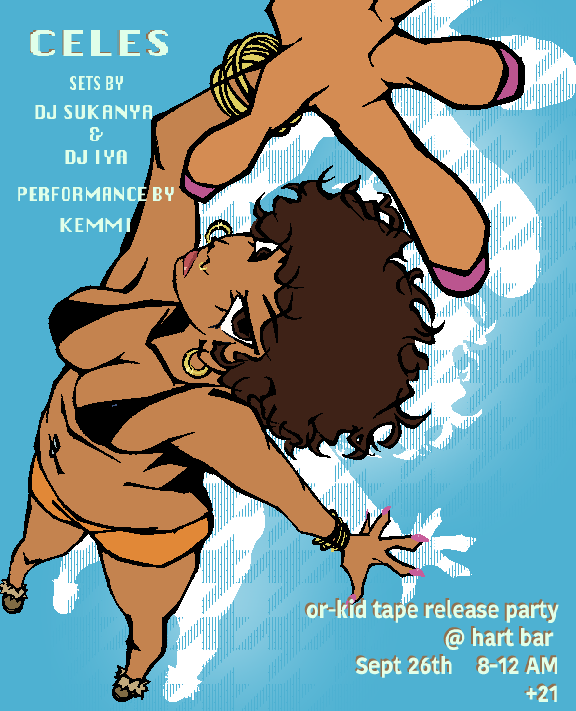 CELES
SETS BY
DJ SUKANYA
&
DJ IYA
PERFORMANCE BY
KEMMI
or-kid tape release party
@ hart bar
Sept 26th 8-12 AM
+21